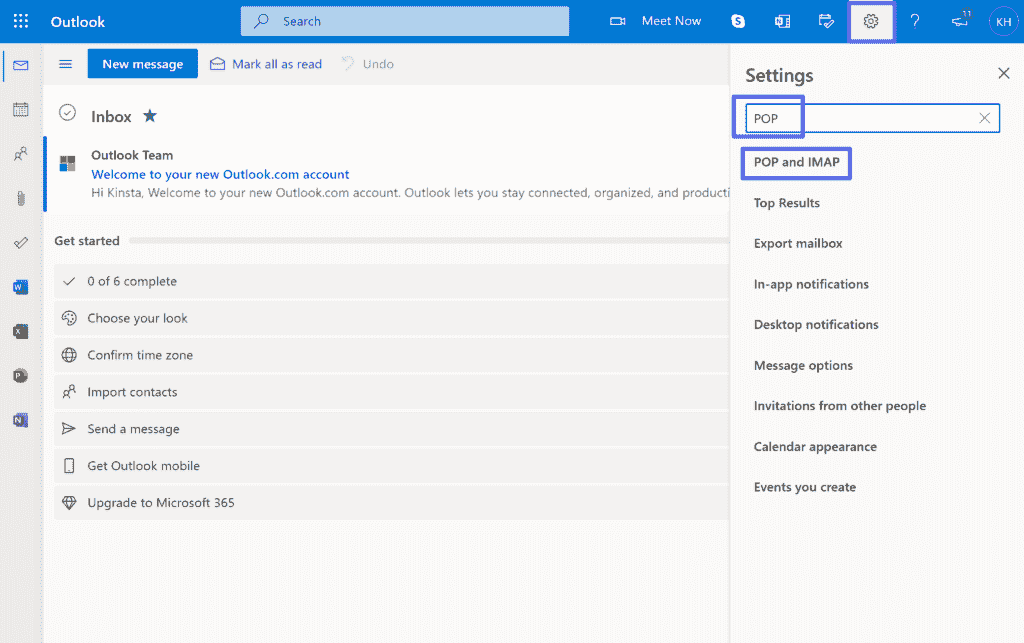 Outlook
Search
Meet Now
11
KH
New message
Mark all as read
Undo
Inbox
Outlook Team
Welcome to your new Outlook.com account
Hi Kinsta, Welcome to your new Outlook.com account. Outlook lets you stay connected, organized, and producti
Get started
0 of 6 complete
Choose your look
Confirm time zone
Import contacts
Send a message
Get Outlook mobile
Upgrade to Microsoft 365
Settings
POP
POP and IMAP
Top Results
Export mailbox
In-app notifications
Desktop notifications
Message options
Invitations from other people
Calendar appearance
Events you create